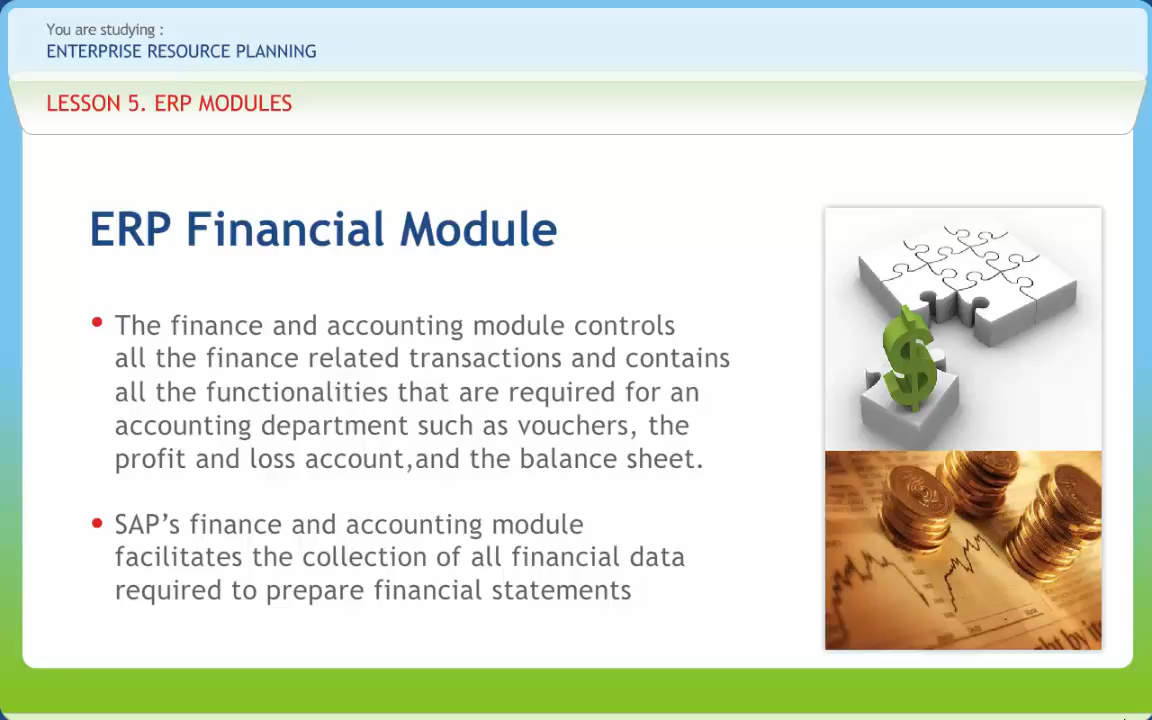 You are studying :
ENTERPRISE RESOURCE PLANNING
LESSON 5. ERP MODULES
ERP Financial Module
• The finance and accounting module controls
all the finance related transactions and contains
all the functionalities that are required for an
accounting department such as vouchers, the
profit and loss account,and the balance sheet.
• SAP’s finance and accounting module
facilitates the collection of all financial data
required to prepare financial statements
$